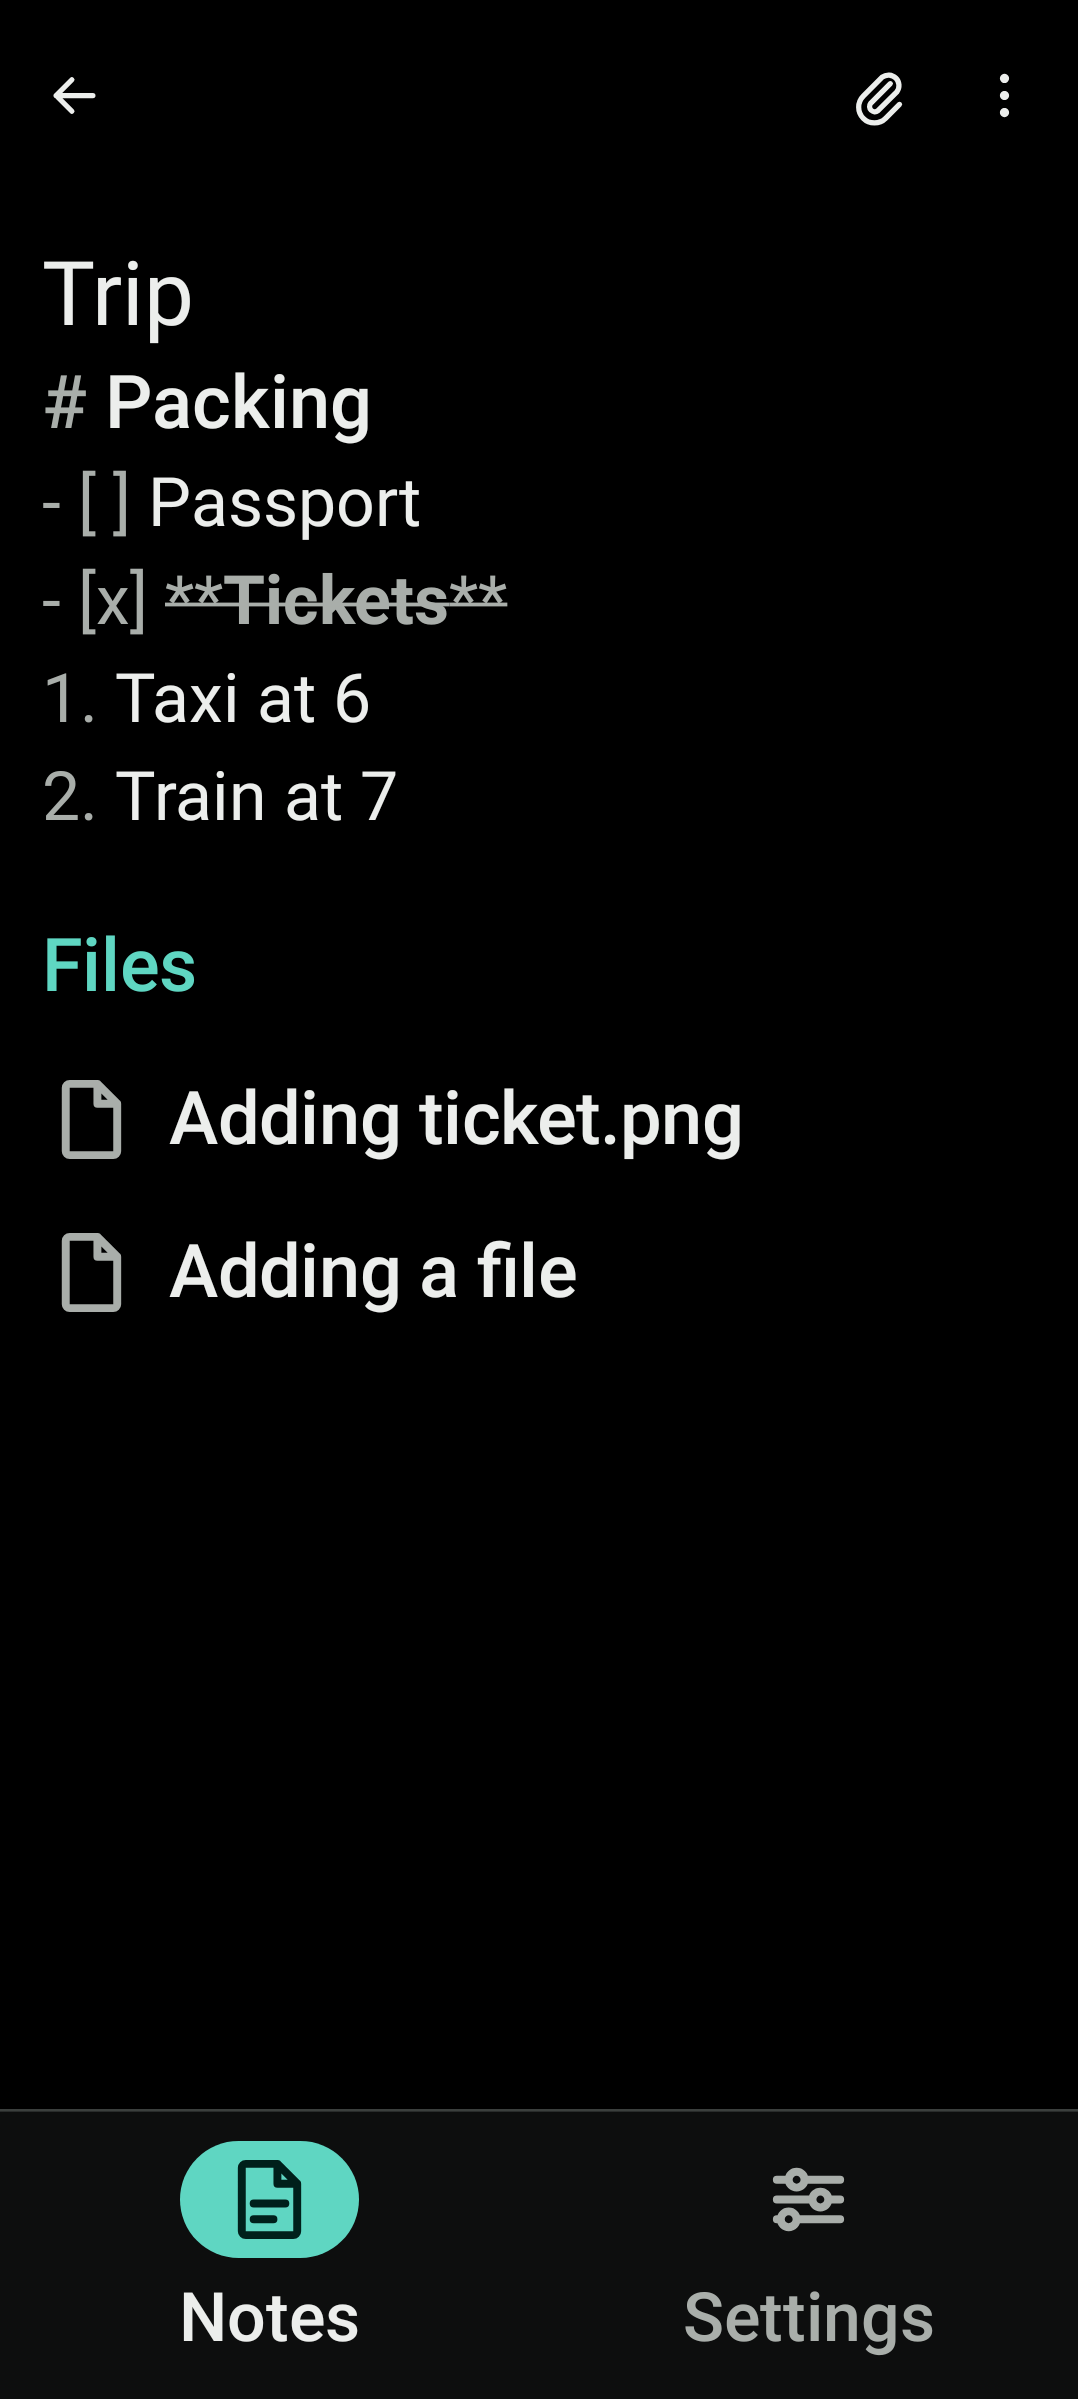 Trip
# Packing
- [ ] Passport
- [x] **Tickets**
1. Taxi at 6
2. Train at 7
Files
Adding ticket.png
Adding a file
Notes
Settings